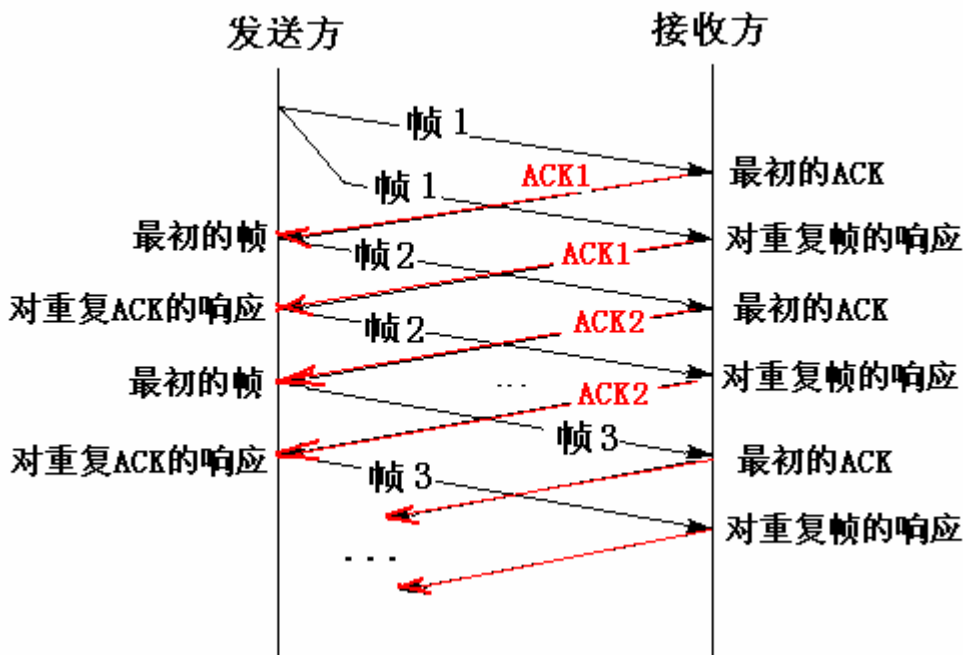 发送方
接收方
帧1
最初的ACK
帧1
ACK1
最初的帧
对重复帧的响应
帧2
ACK1
对重复ACK的响应
最初的ACK
帧2
ACK2
最初的帧
...
对重复帧的响应
ACK2
帧3
对重复ACK的响应
最初的ACK
帧3
对重复帧的响应
...